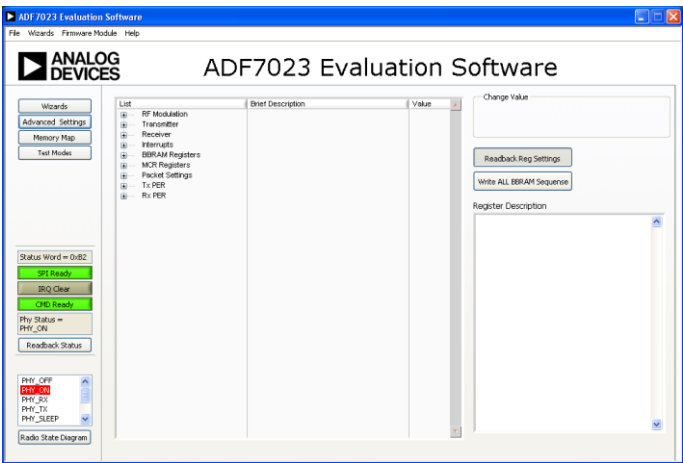 ADF7023 Evaluation Software
File Wizards Firmware Module Help
ANALOG
DEVICES
ADF7023 Evaluation Software
Wizards
Advanced Settings
Memory Map
Test Modes
List Brief Description Value
RF Modulation
Transmitter
Receiver
Interrupts
BBRAM Registers
MCR Registers
Packet Settings
Tx PER
Rx PER
Change Value
Readback Reg Settings
Write ALL BBRAM Sequense
Register Description
Status Word = 0xB2
SPI Ready
IRQ Clear
CMD Ready
Phy Status =
PHY_ON
Readback Status
PHY_OFF
PHY_ON
PHY_RX
PHY_TX
PHY_SLEEP
Radio State Diagram